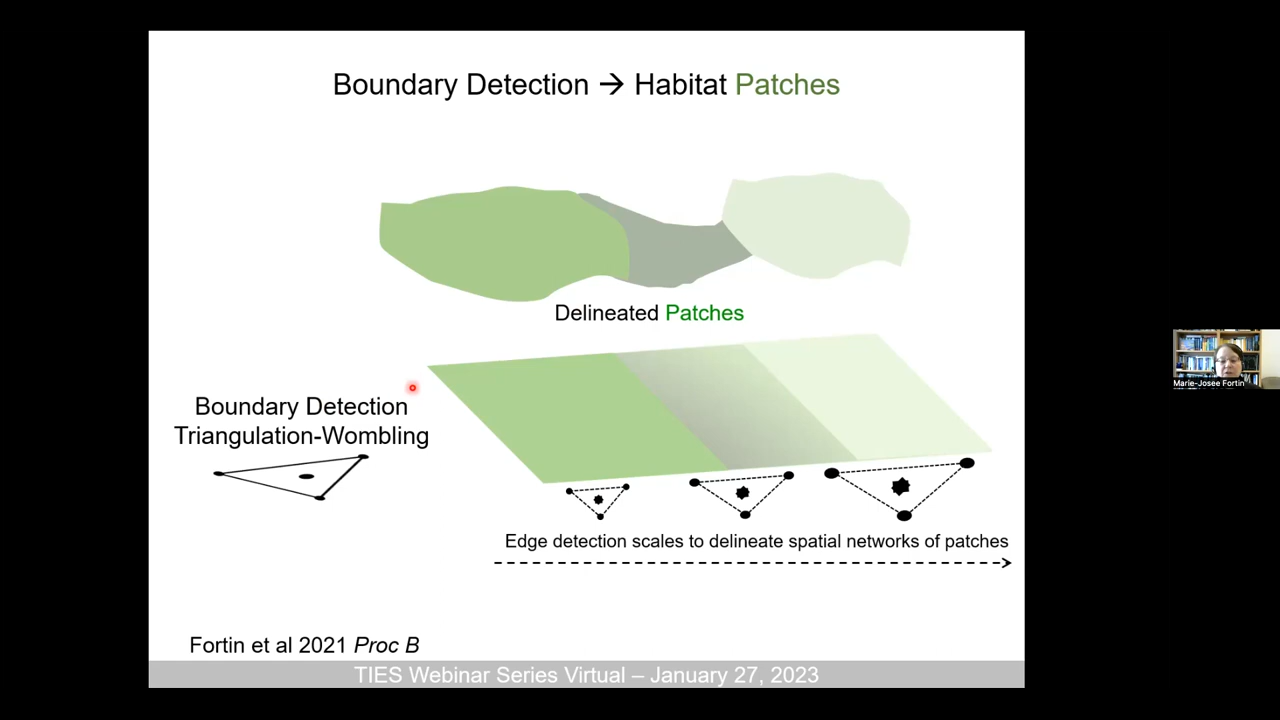 Boundary Detection → Habitat Patches
Delineated Patches
Boundary Detection
Triangulation-Wombling
Edge detection scales to delineate spatial networks of patches
Fortin et al 2021 Proc B
TIES Webinar Series Virtual – January 27, 2023
Marie-Josee Fortin